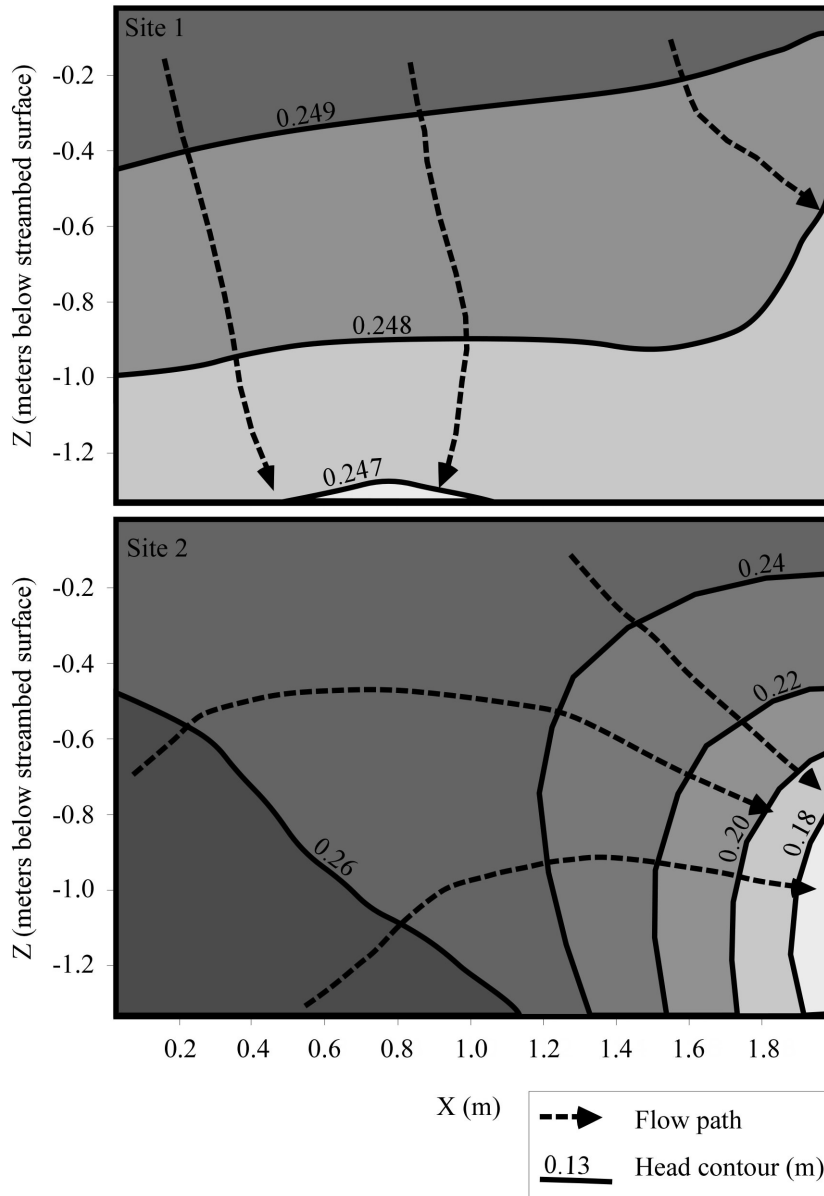 Site 1
Z (meters below streambed surface)
-0.2
-0.4
-0.6
-0.8
-1.0
-1.2
0.249
0.248
0.247
Site 2
Z (meters below streambed surface)
-0.2
-0.4
-0.6
-0.8
-1.0
-1.2
0.24
0.22
0.20
0.18
0.26
0.2 0.4 0.6 0.8 1.0 1.2 1.4 1.6 1.8
X (m)
Flow path
0.13 Head contour (m)